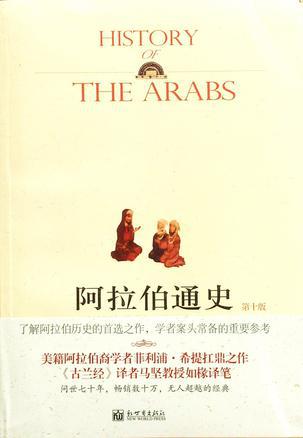 HISTORY
OF
THE ARABS
阿拉伯通史 第十版
了解阿拉伯历史的首选之作，学者案头常备的重要参考
美籍阿拉伯裔学者菲利浦·希提扛鼎之作
《古兰经》译者马坚教授如椽译笔
问世七十年，畅销数十万，无人超越的经典
新世界出版社